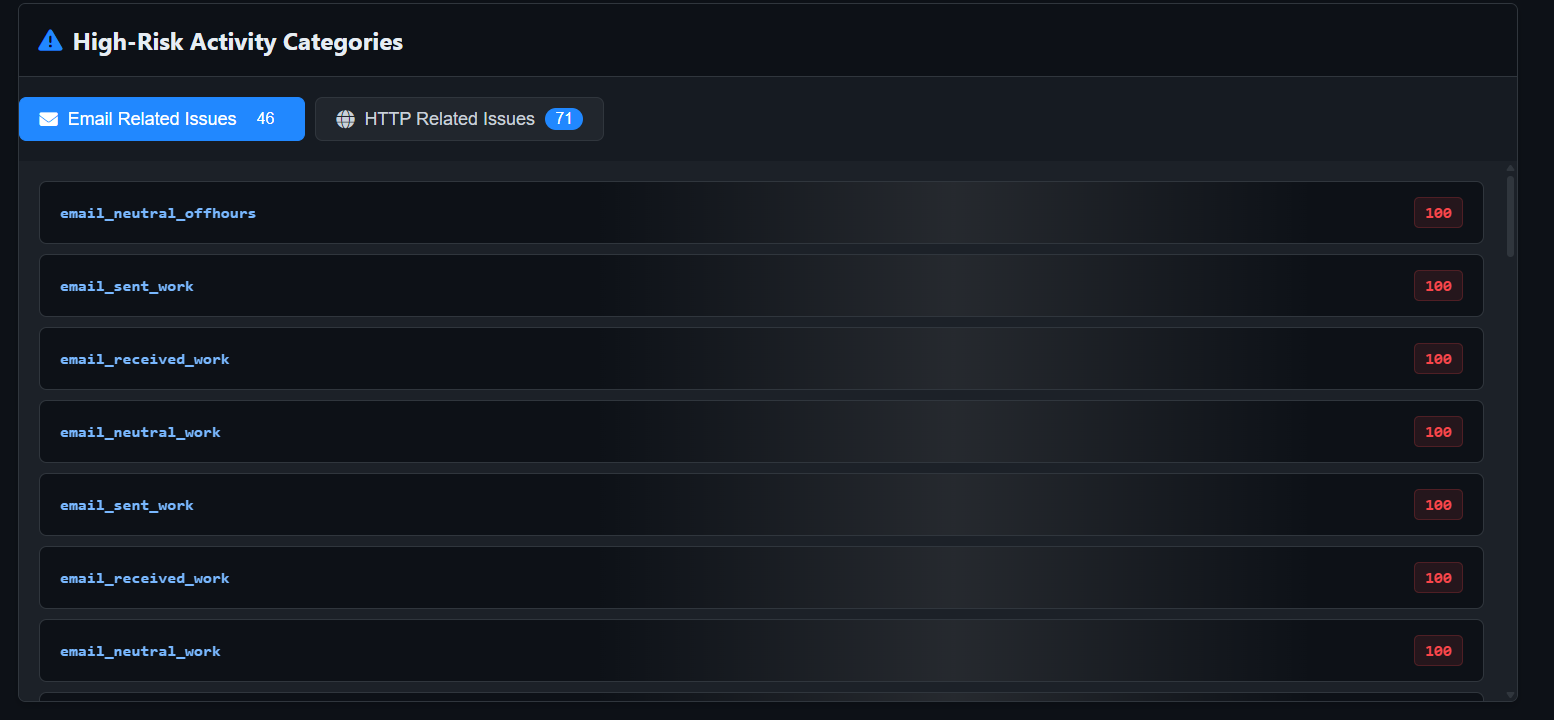 High-Risk Activity Categories
Email Related Issues 46 HTTP Related Issues 71
email_neutral_offhours 100
email_sent_work 100
email_received_work 100
email_neutral_work 100
email_sent_work 100
email_received_work 100
email_neutral_work 100